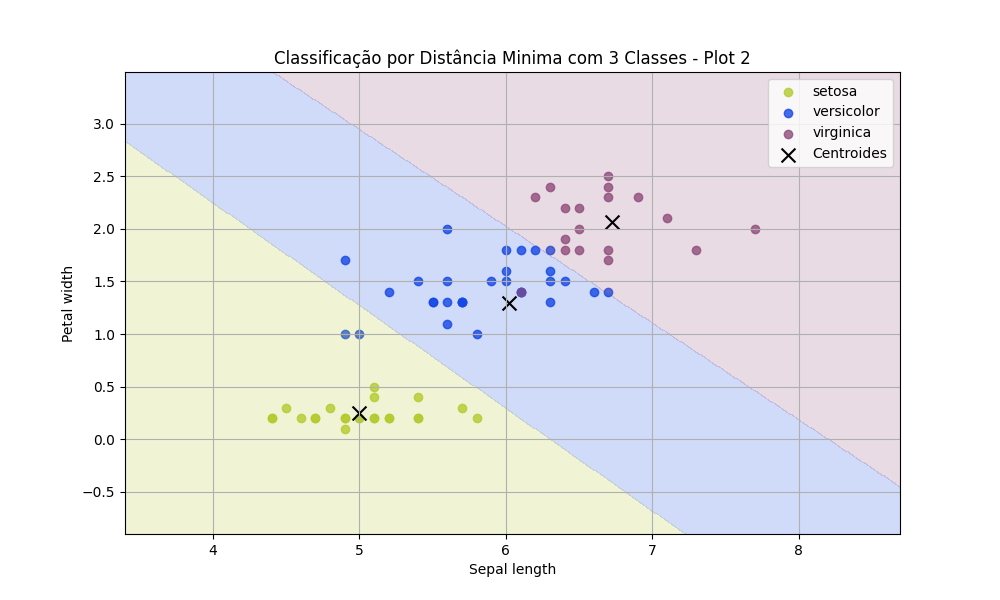 Classificação por Distância Minima com 3 Classes - Plot 2
setosa
versicolor
virginica
Centroides
3.0
2.5
2.0
1.5
1.0
0.5
0.0
−0.5
Petal width
4 5 6 7 8
Sepal length